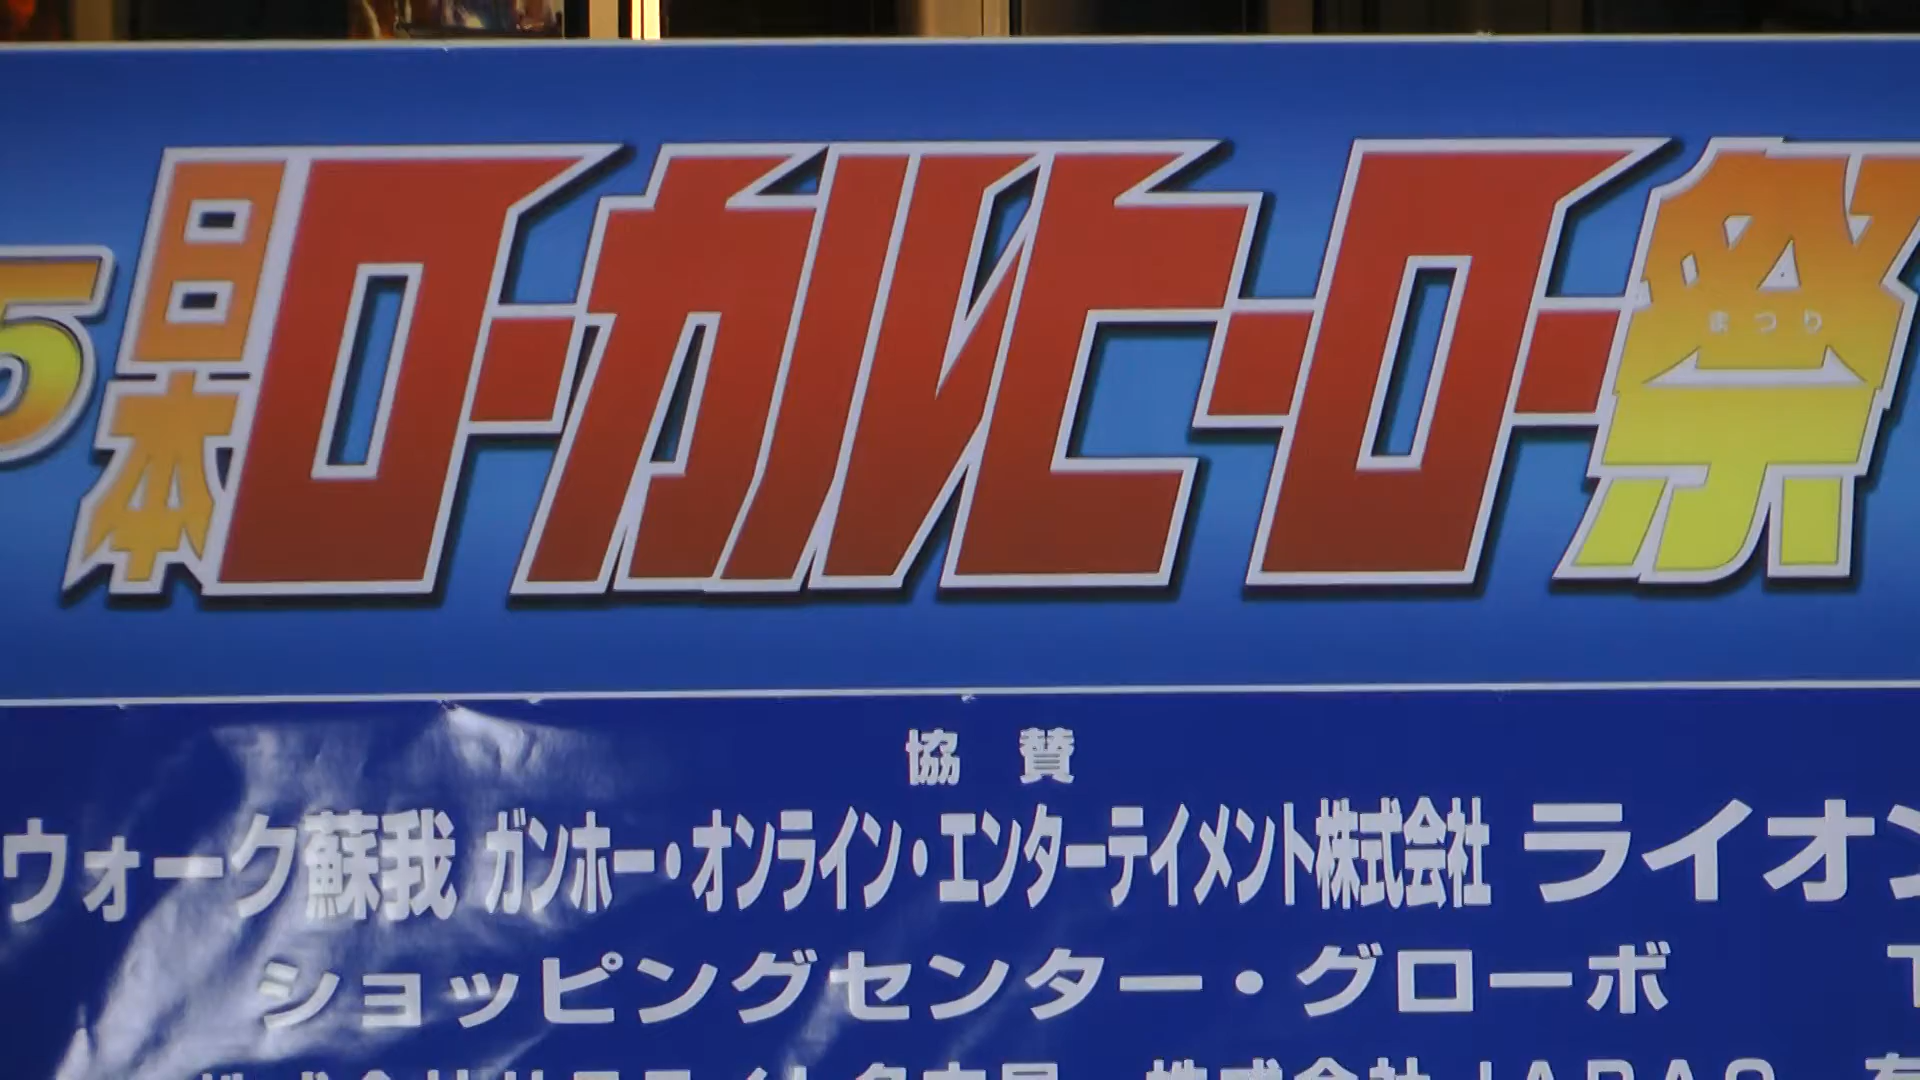 5 日本ローカルヒーロー祭
まつり
協 賛
ウォーク蘇我 ガンホー・オンライン・エンターテイメント株式会社 ライオン
ショッピングセンター・グローボ